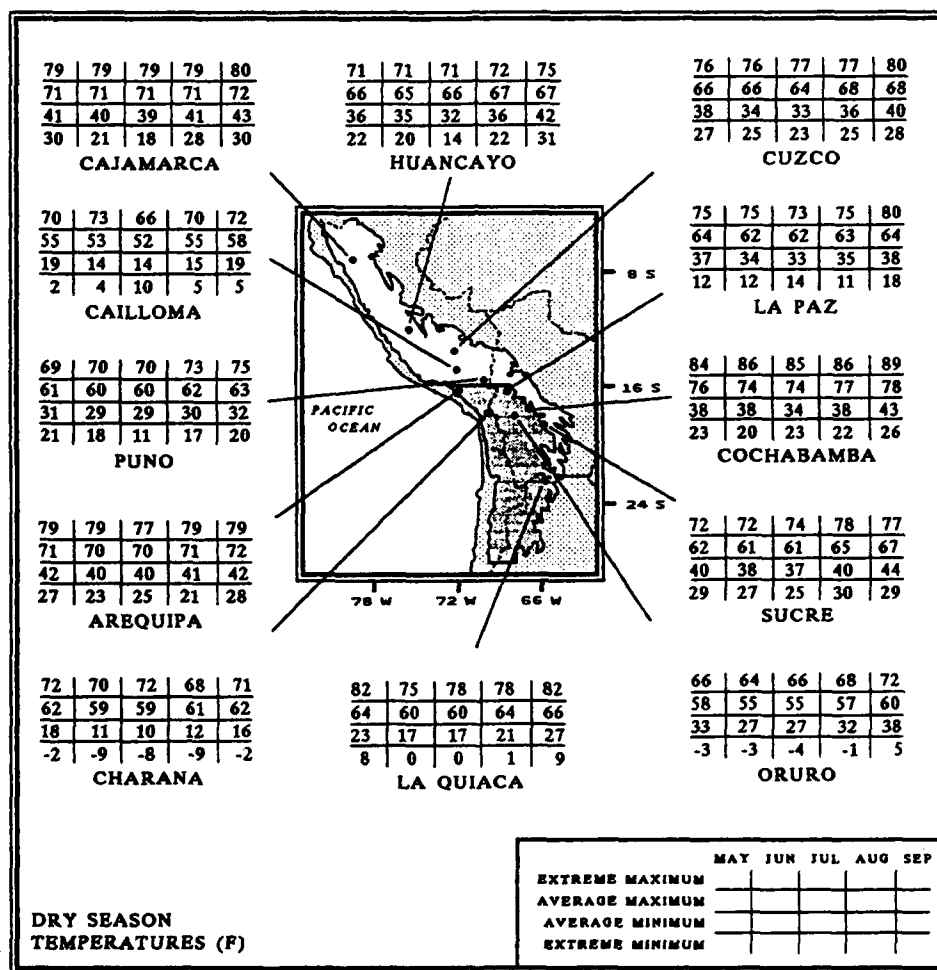 79 | 79 | 79 | 79 | 80
71 | 71 | 71 | 71 | 72
41 | 40 | 39 | 41 | 43
30 | 21 | 18 | 28 | 30
CAJAMARCA
71 | 71 | 71 | 72 | 75
66 | 65 | 66 | 67 | 67
36 | 35 | 32 | 36 | 42
22 | 20 | 14 | 22 | 31
HUANCAYO
76 | 76 | 77 | 77 | 80
66 | 66 | 64 | 68 | 68
38 | 34 | 33 | 36 | 40
27 | 25 | 23 | 25 | 28
CUZCO
70 | 73 | 66 | 70 | 72
55 | 53 | 52 | 55 | 58
19 | 14 | 14 | 15 | 19
2 | 4 | 10 | 5 | 5
CAILLOMA
75 | 75 | 73 | 75 | 80
64 | 62 | 62 | 63 | 64
37 | 34 | 33 | 35 | 38
12 | 12 | 14 | 11 | 18
LA PAZ
69 | 70 | 70 | 73 | 75
61 | 60 | 60 | 62 | 63
31 | 29 | 29 | 30 | 32
21 | 18 | 11 | 17 | 20
PUNO
84 | 86 | 85 | 86 | 89
76 | 74 | 74 | 77 | 78
38 | 38 | 34 | 38 | 43
23 | 20 | 23 | 22 | 26
COCHABAMBA
79 | 79 | 77 | 79 | 79
71 | 70 | 70 | 71 | 72
42 | 40 | 40 | 41 | 42
27 | 23 | 25 | 21 | 28
AREQUIPA
72 | 72 | 74 | 78 | 77
62 | 61 | 61 | 65 | 67
40 | 38 | 37 | 40 | 44
29 | 27 | 25 | 30 | 29
SUCRE
72 | 70 | 72 | 68 | 71
62 | 59 | 59 | 61 | 62
18 | 11 | 10 | 12 | 16
-2 | -9 | -8 | -9 | -2
CHARANA
82 | 75 | 78 | 78 | 82
64 | 60 | 60 | 64 | 66
23 | 17 | 17 | 21 | 27
8 | 0 | 0 | 1 | 9
LA QUIACA
66 | 64 | 66 | 68 | 72
58 | 55 | 55 | 57 | 60
33 | 27 | 27 | 32 | 38
-3 | -3 | -4 | -1 | 5
ORURO
8 S
16 S
24 S
PACIFIC
OCEAN
78 W 72 W 66 W
MAY JUN JUL AUG SEP
EXTREME MAXIMUM
AVERAGE MAXIMUM
AVERAGE MINIMUM
EXTREME MINIMUM
DRY SEASON
TEMPERATURES (F)